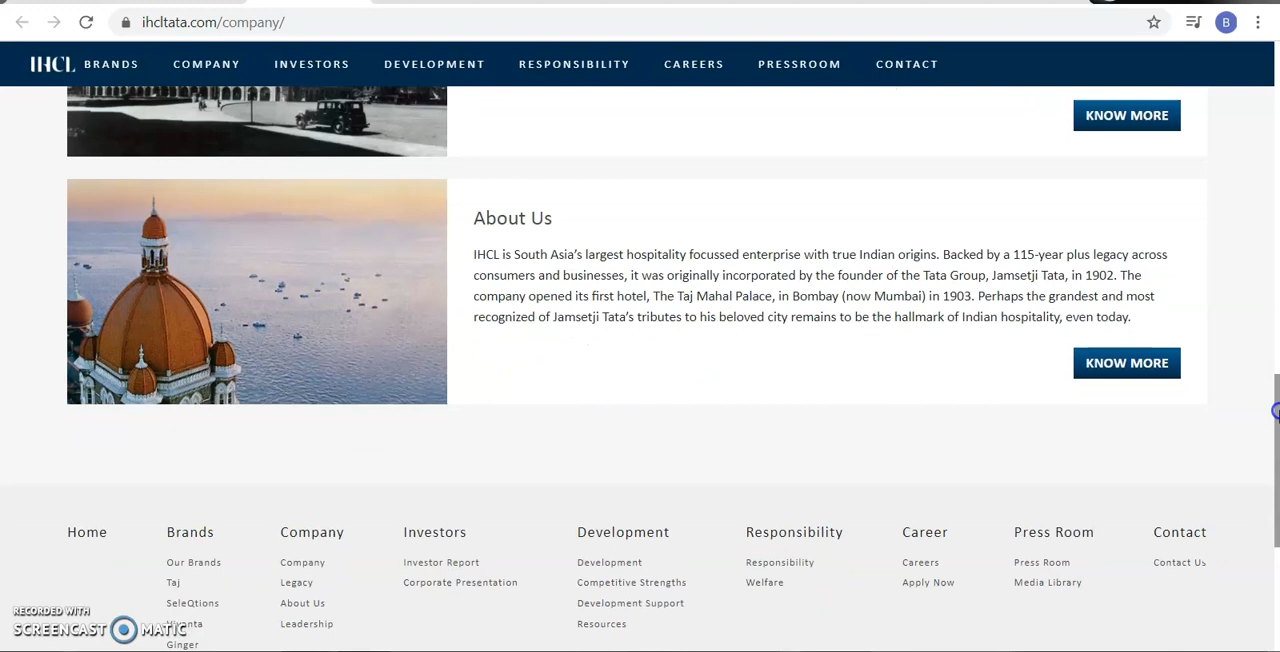 ihcltata.com/company/
B
IHCL BRANDS COMPANY INVESTORS DEVELOPMENT RESPONSIBILITY CAREERS PRESSROOM CONTACT
KNOW MORE
About Us
IHCL is South Asia’s largest hospitality focussed enterprise with true Indian origins. Backed by a 115-year plus legacy across
consumers and businesses, it was originally incorporated by the founder of the Tata Group, Jamsetji Tata, in 1902. The
company opened its first hotel, The Taj Mahal Palace, in Bombay (now Mumbai) in 1903. Perhaps the grandest and most
recognized of Jamsetji Tata’s tributes to his beloved city remains to be the hallmark of Indian hospitality, even today.
KNOW MORE
Home Brands Company Investors Development Responsibility Career Press Room Contact
Our Brands Company Investor Report Development Responsibility Careers Press Room Contact Us
Taj Legacy Corporate Presentation Competitive Strengths Welfare Apply Now Media Library
SeleQtions About Us Development Support
Vivanta Leadership Resources
Ginger
RECORDED WITH
SCREENCAST MATIC